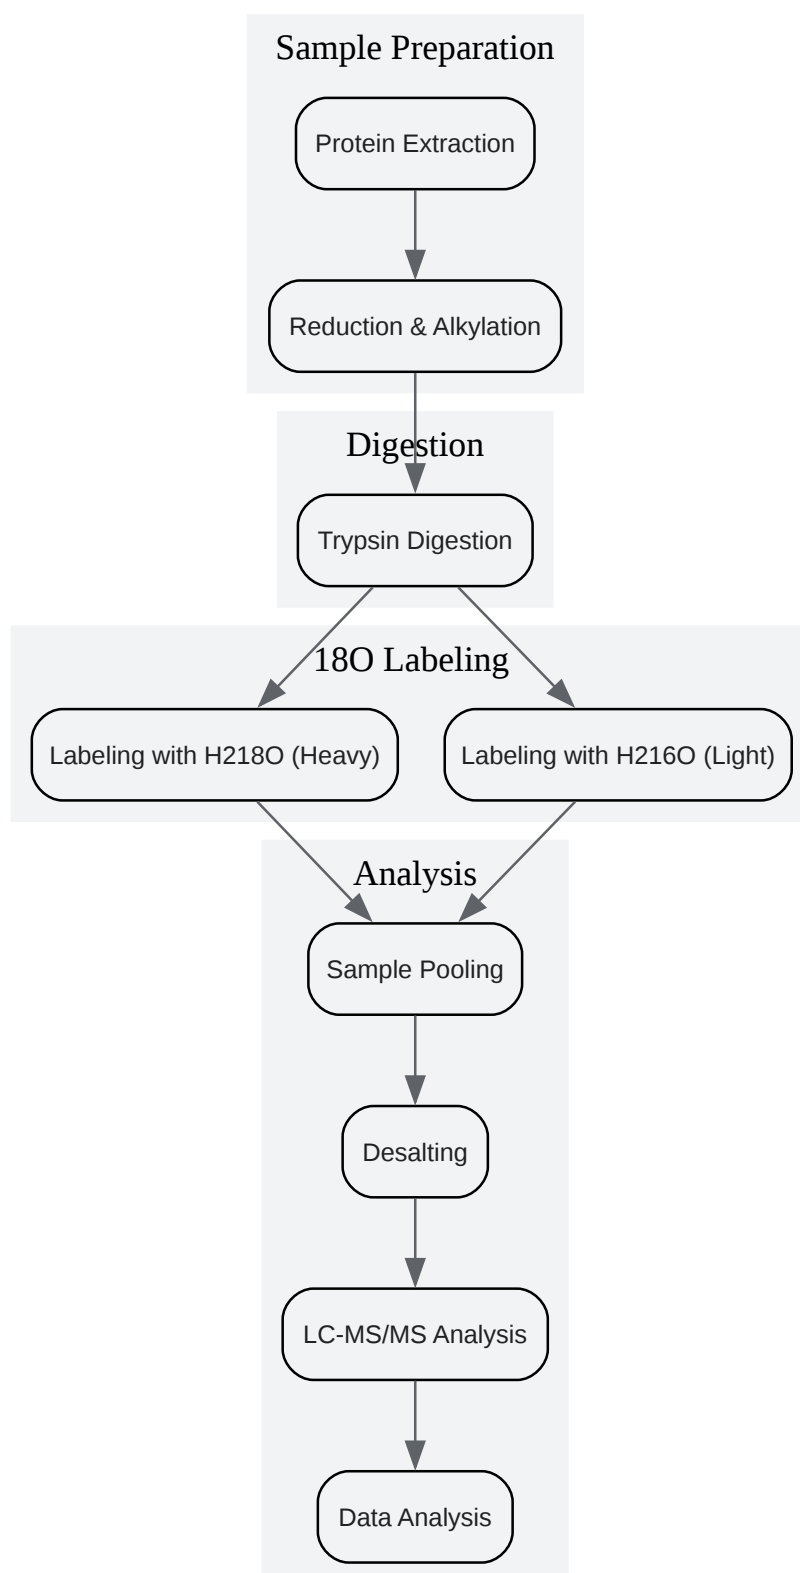 Sample Preparation
Protein Extraction
Reduction & Alkylation
Digestion
Trypsin Digestion
18O Labeling
Labeling with H218O (Heavy)
Labeling with H216O (Light)
Analysis
Sample Pooling
Desalting
LC-MS/MS Analysis
Data Analysis